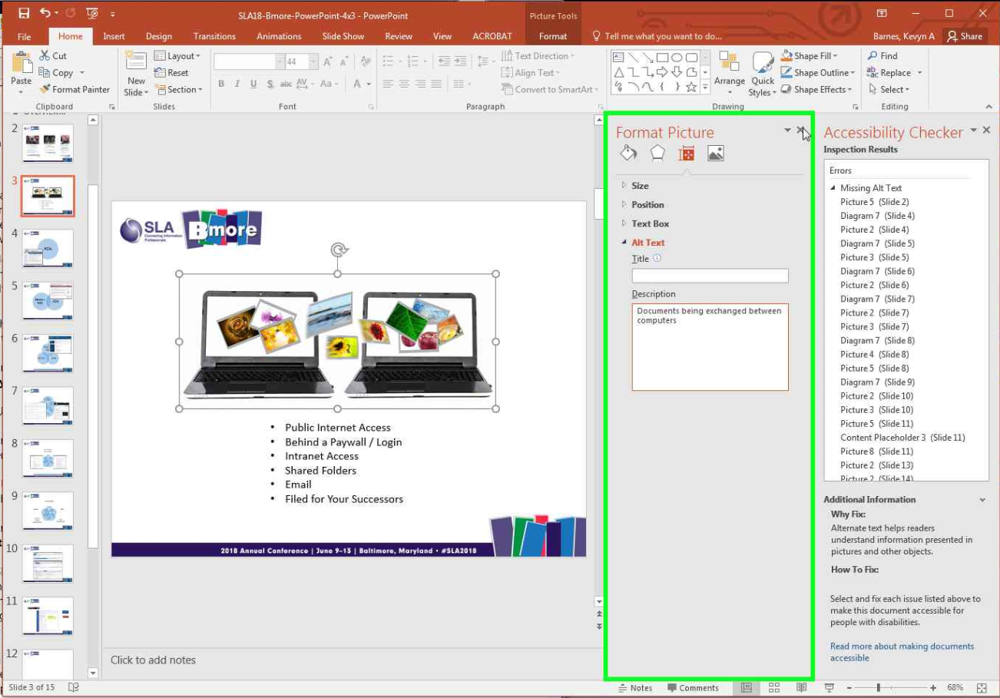 SLA18-Bmore-PowerPoint-4x3 - PowerPoint
Picture Tools
File
Home
Insert
Design
Transitions
Animations
Slide Show
Review
View
ACROBAT
Format
Tell me what you want to do...
Barnes, Kevyn A
Share
Paste
Cut
Copy
Format Painter
Clipboard
New
Slide
Layout
Reset
Section
Slides
44
B I U S abc AV Aa A
Font
Text Direction
Align Text
Convert to SmartArt
Paragraph
Arrange
Quick
Styles
Shape Fill
Shape Outline
Shape Effects
Drawing
Find
Replace
Select
Editing
2
3
4
5
6
7
8
9
10
11
12
SLA
Connecting Information
Professionals
Bmore
• Public Internet Access
• Behind a Paywall / Login
• Intranet Access
• Shared Folders
• Email
• Filed for Your Successors
2018 Annual Conference | June 9–13 | Baltimore, Maryland • #SLA2018
Click to add notes
Format Picture
Size
Position
Text Box
Alt Text
Title
Description
Documents being exchanged between
computers
Accessibility Checker
Inspection Results
Errors
Missing Alt Text
Picture 5 (Slide 2)
Diagram 7 (Slide 4)
Picture 2 (Slide 4)
Diagram 7 (Slide 5)
Picture 3 (Slide 5)
Diagram 7 (Slide 6)
Picture 2 (Slide 6)
Diagram 7 (Slide 7)
Picture 2 (Slide 7)
Picture 3 (Slide 7)
Diagram 7 (Slide 8)
Picture 4 (Slide 8)
Picture 5 (Slide 8)
Diagram 7 (Slide 9)
Picture 2 (Slide 10)
Picture 3 (Slide 10)
Picture 5 (Slide 11)
Content Placeholder 3 (Slide 11)
Picture 8 (Slide 11)
Picture 2 (Slide 13)
Picture 2 (Slide 14)
Additional Information
Why Fix:
Alternate text helps readers
understand information presented in
pictures and other objects.
How To Fix:
Select and fix each issue listed above to
make this document accessible for
people with disabilities.
Read more about making documents
accessible
Slide 3 of 15
Notes
Comments
68%